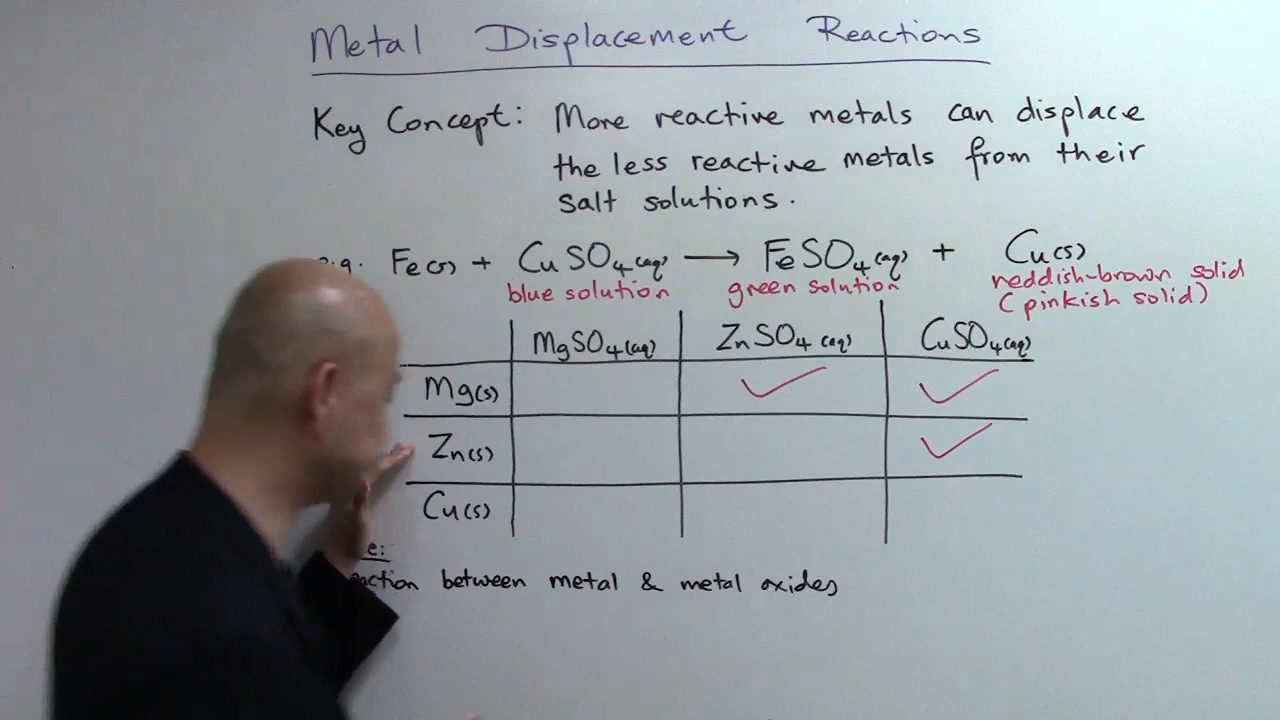 Metal Displacement Reactions
Key Concept: More reactive metals can displace
the less reactive metals from their
salt solutions.
Fe(s) + CuSO4(aq) → FeSO4(aq) + Cu(s)
blue solution green solution reddish-brown solid
(pinkish solid)
MgSO4(aq) ZnSO4(aq) CuSO4(aq)
Mg(s) ✓ ✓
Zn(s) ✓
Cu(s)
e:
action between metal & metal oxides